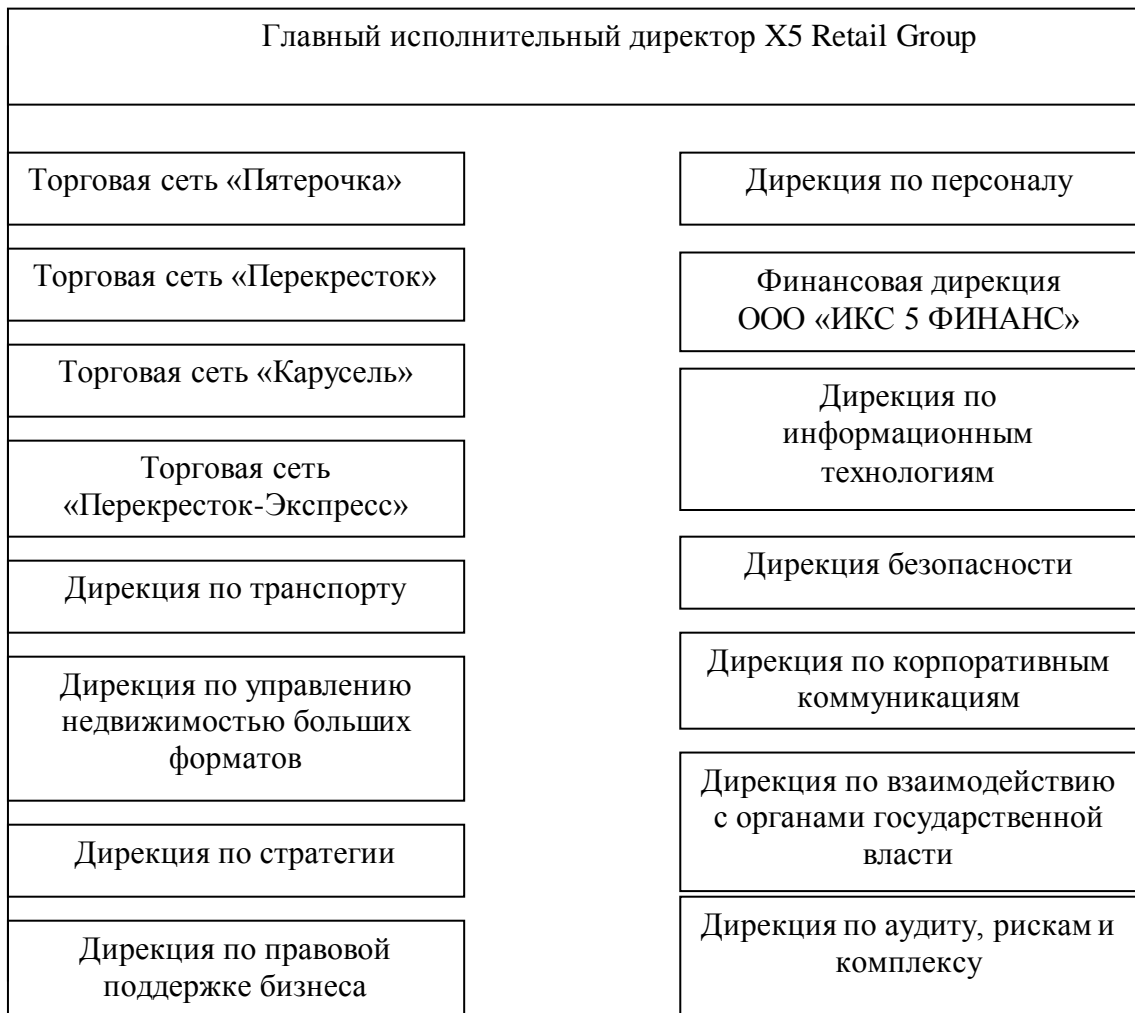 Главный исполнительный директор X5 Retail Group
Торговая сеть «Пятерочка»
Торговая сеть «Перекресток»
Торговая сеть «Карусель»
Торговая сеть
«Перекресток-Экспресс»
Дирекция по транспорту
Дирекция по управлению
недвижимостью больших
форматов
Дирекция по стратегии
Дирекция по правовой
поддержке бизнеса
Дирекция по персоналу
Финансовая дирекция
ООО «ИКС 5 ФИНАНС»
Дирекция по
информационным
технологиям
Дирекция безопасности
Дирекция по корпоративным
коммуникациям
Дирекция по взаимодействию
с органами государственной
власти
Дирекция по аудиту, рискам и
комплексу